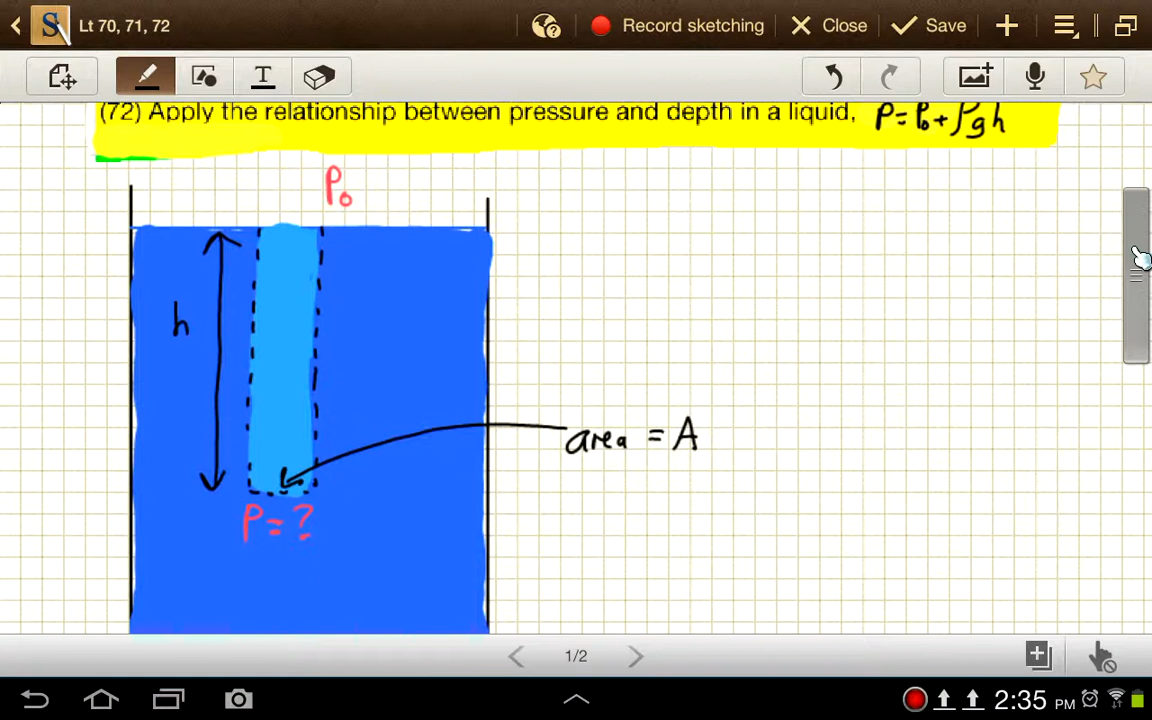 S Lt 70, 71, 72 Record sketching Close Save
T
(72) Apply the relationship between pressure and depth in a liquid, P = P₀ + ρgh
P₀
h
area = A
P = ?
1/2
2:35 PM